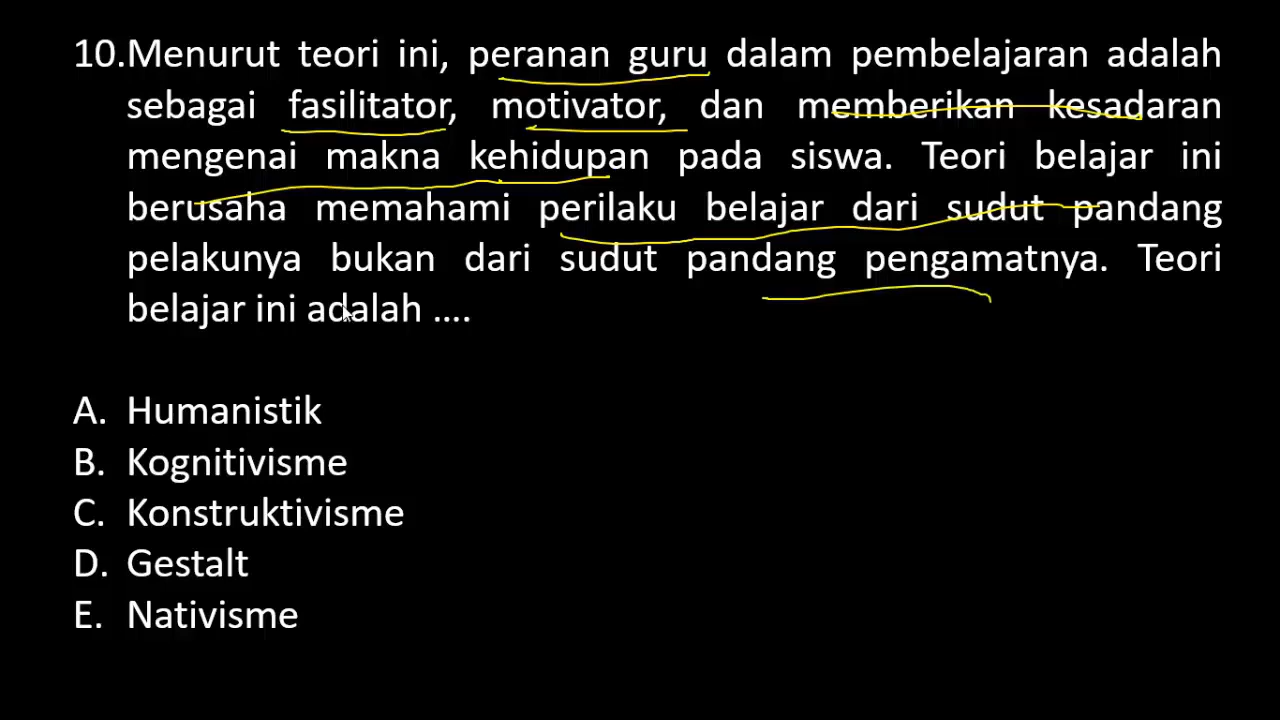 10.Menurut teori ini, peranan guru dalam pembelajaran adalah
sebagai fasilitator, motivator, dan memberikan kesadaran
mengenai makna kehidupan pada siswa. Teori belajar ini
berusaha memahami perilaku belajar dari sudut pandang
pelakunya bukan dari sudut pandang pengamatnya. Teori
belajar ini adalah ....
A. Humanistik
B. Kognitivisme
C. Konstruktivisme
D. Gestalt
E. Nativisme